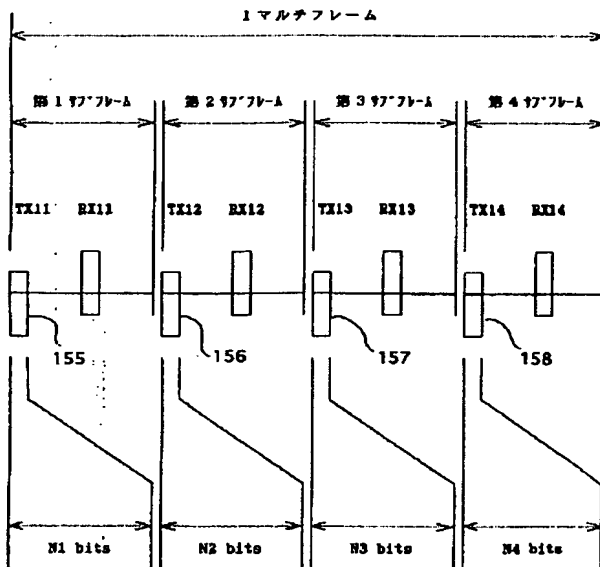 1マルチフレーム
第1サブフレーム 第2サブフレーム 第3サブフレーム 第4サブフレーム
TX11 RX11 TX12 RX12 TX13 RX13 TX14 RX14
155 156 157 158
N1 bits N2 bits N3 bits N4 bits